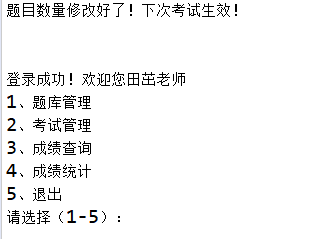 题目数量修改好了！下次考试生效！
登录成功！欢迎您田茁老师
1、题库管理
2、考试管理
3、成绩查询
4、成绩统计
5、退出
请选择（1-5）：